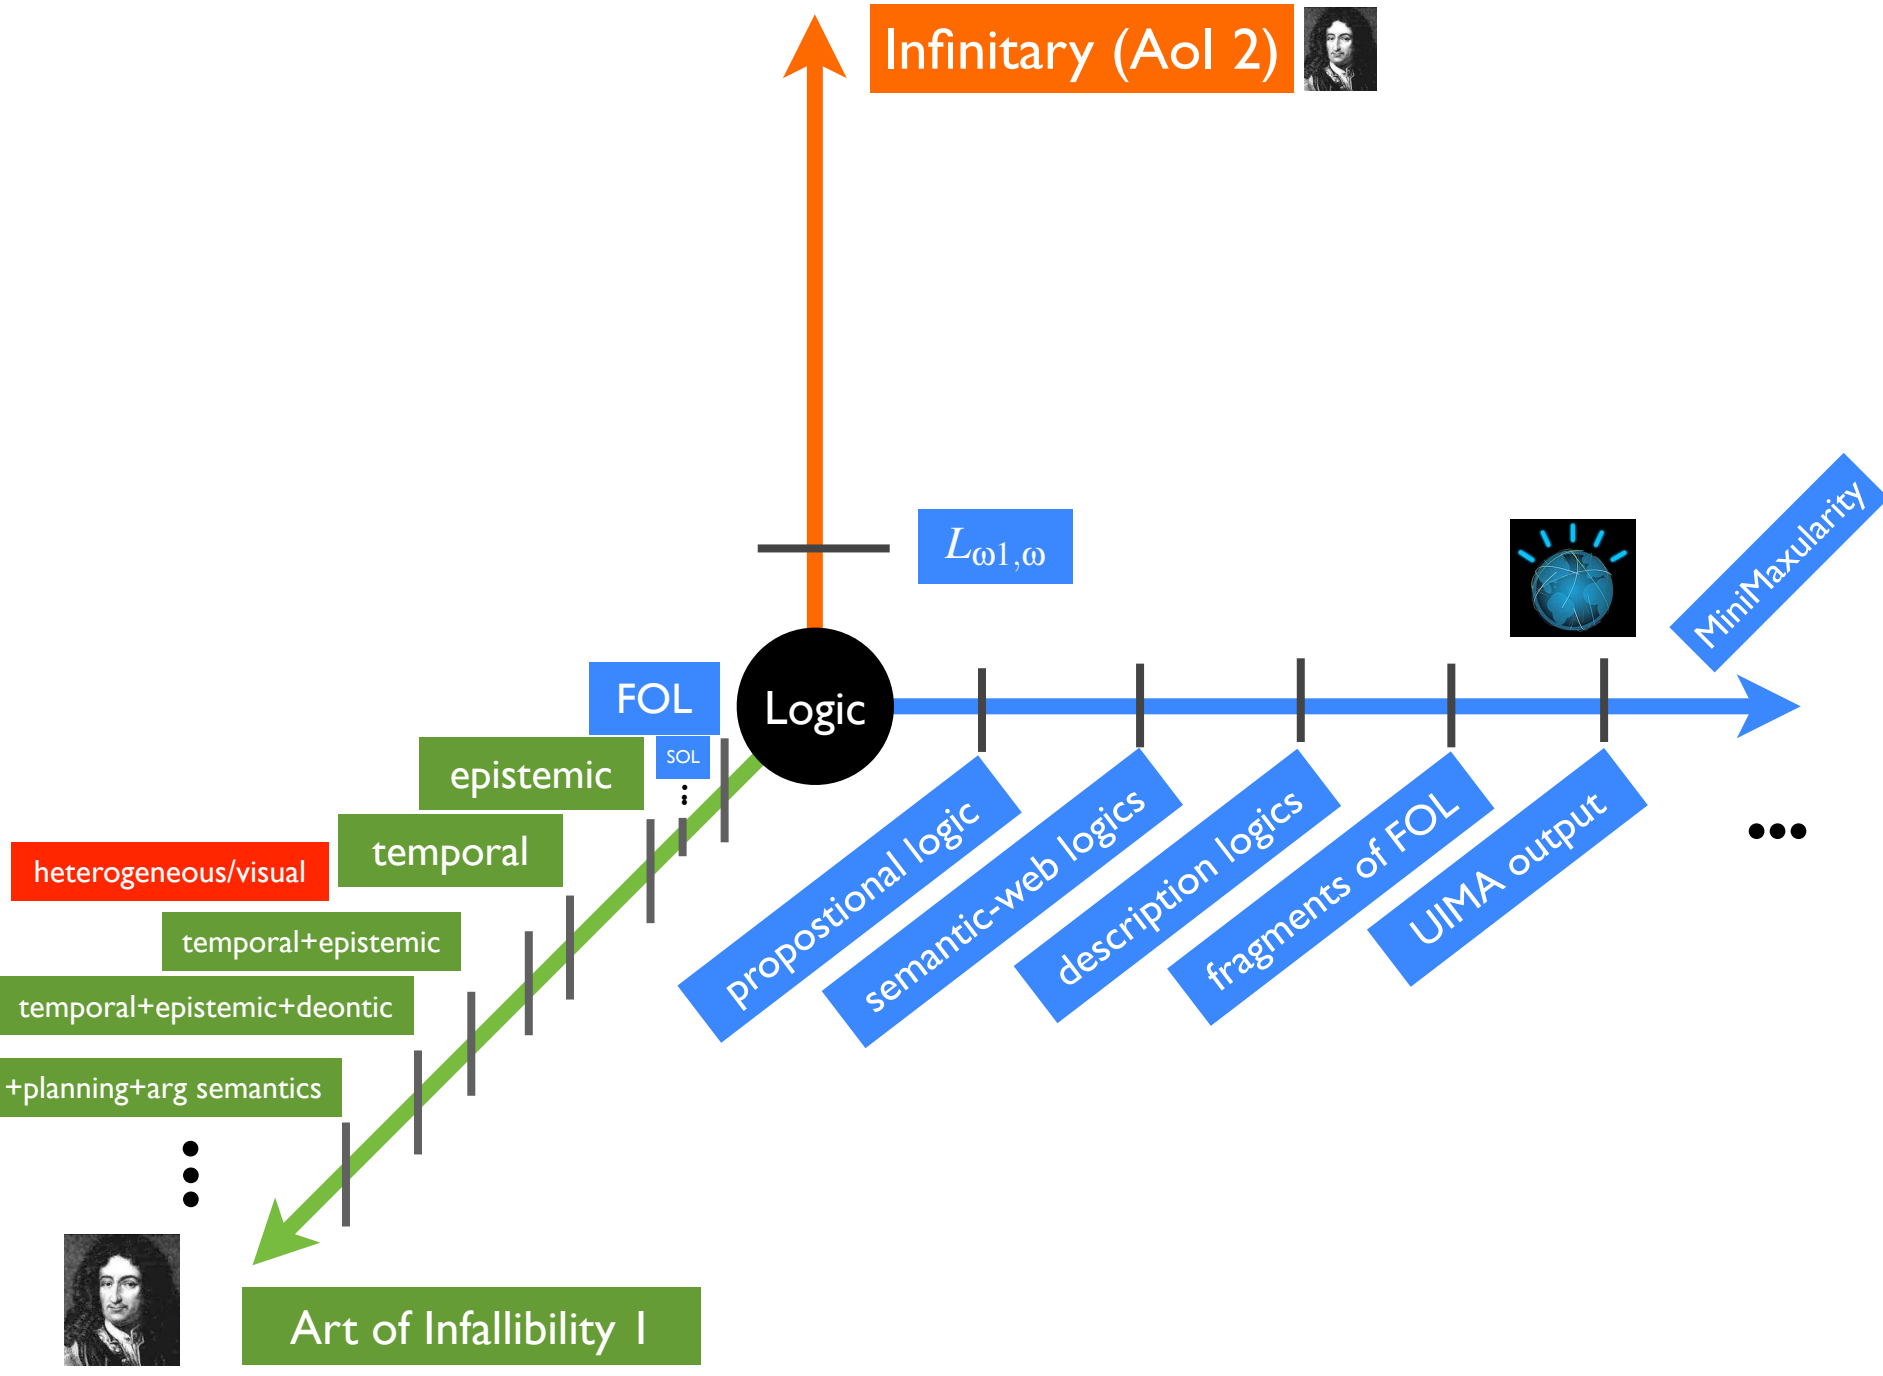 Infinitary (AoI 2)
Lω1,ω
MiniMaxularity
FOL
Logic
SOL
epistemic
temporal
heterogeneous/visual
temporal+epistemic
temporal+epistemic+deontic
+planning+arg semantics
propostional logic
semantic-web logics
description logics
fragments of FOL
UIMA output
Art of Infallibility 1